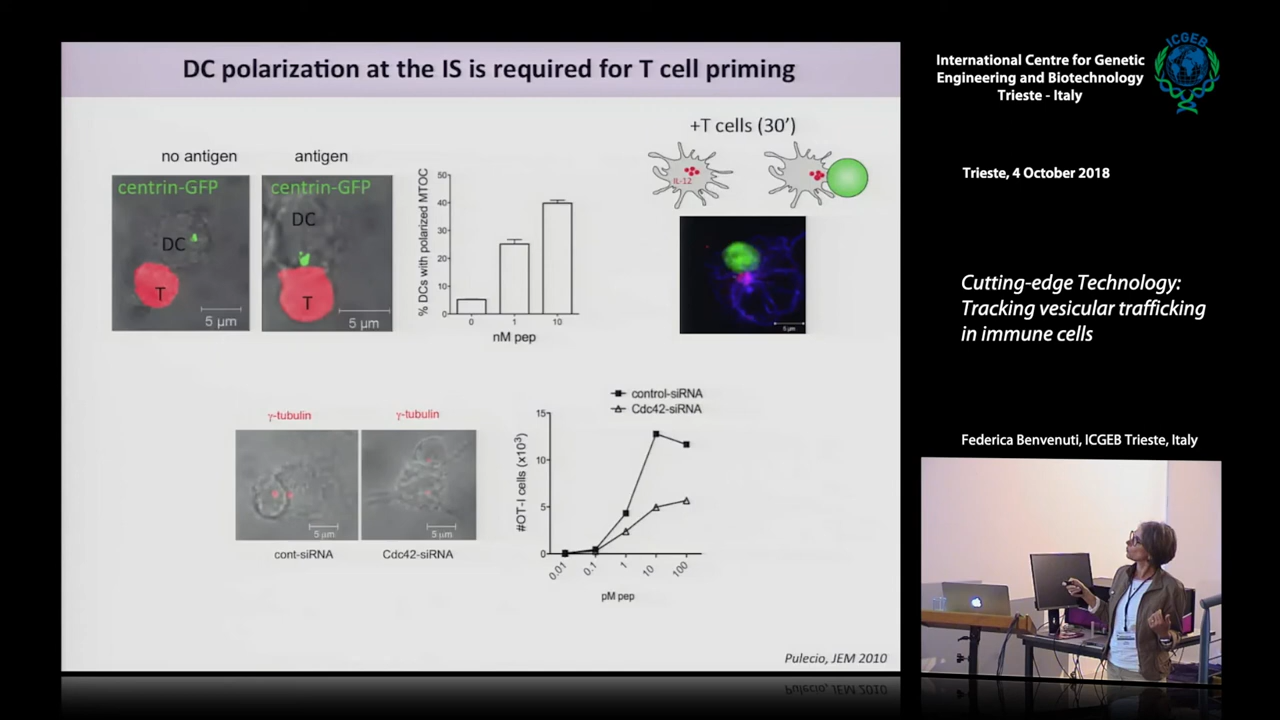 DC polarization at the IS is required for T cell priming
no antigen
antigen
centrin-GFP
DC
T
5 µm
centrin-GFP
DC
T
5 µm
% DCs with polarized MTOC
50
40
30
20
10
0
0
1
10
nM pep
+T cells (30’)
IL-12
5 µm
γ-tubulin
γ-tubulin
5 µm
5 µm
cont-siRNA
Cdc42-siRNA
control-siRNA
Cdc42-siRNA
#OT-I cells (x10³)
15
10
5
0
0.01
0.1
1
10
100
pM pep
Pulecio, JEM 2010
International Centre for Genetic
Engineering and Biotechnology
Trieste - Italy
ICGEB
Trieste, 4 October 2018
Cutting-edge Technology:
Tracking vesicular trafficking
in immune cells
Federica Benvenuti, ICGEB Trieste, Italy